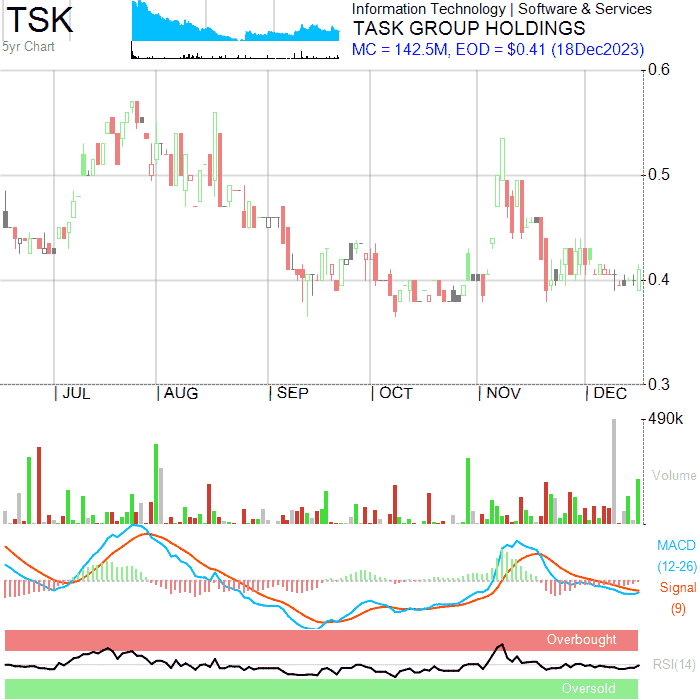 TSK
5yr Chart
Information Technology | Software & Services
TASK GROUP HOLDINGS
MC = 142.5M, EOD = $0.41 (18Dec2023)
0.6
0.5
0.4
0.3
JUL AUG SEP OCT NOV DEC
490k
Volume
MACD
(12-26)
Signal
(9)
Overbought
RSI(14)
Oversold